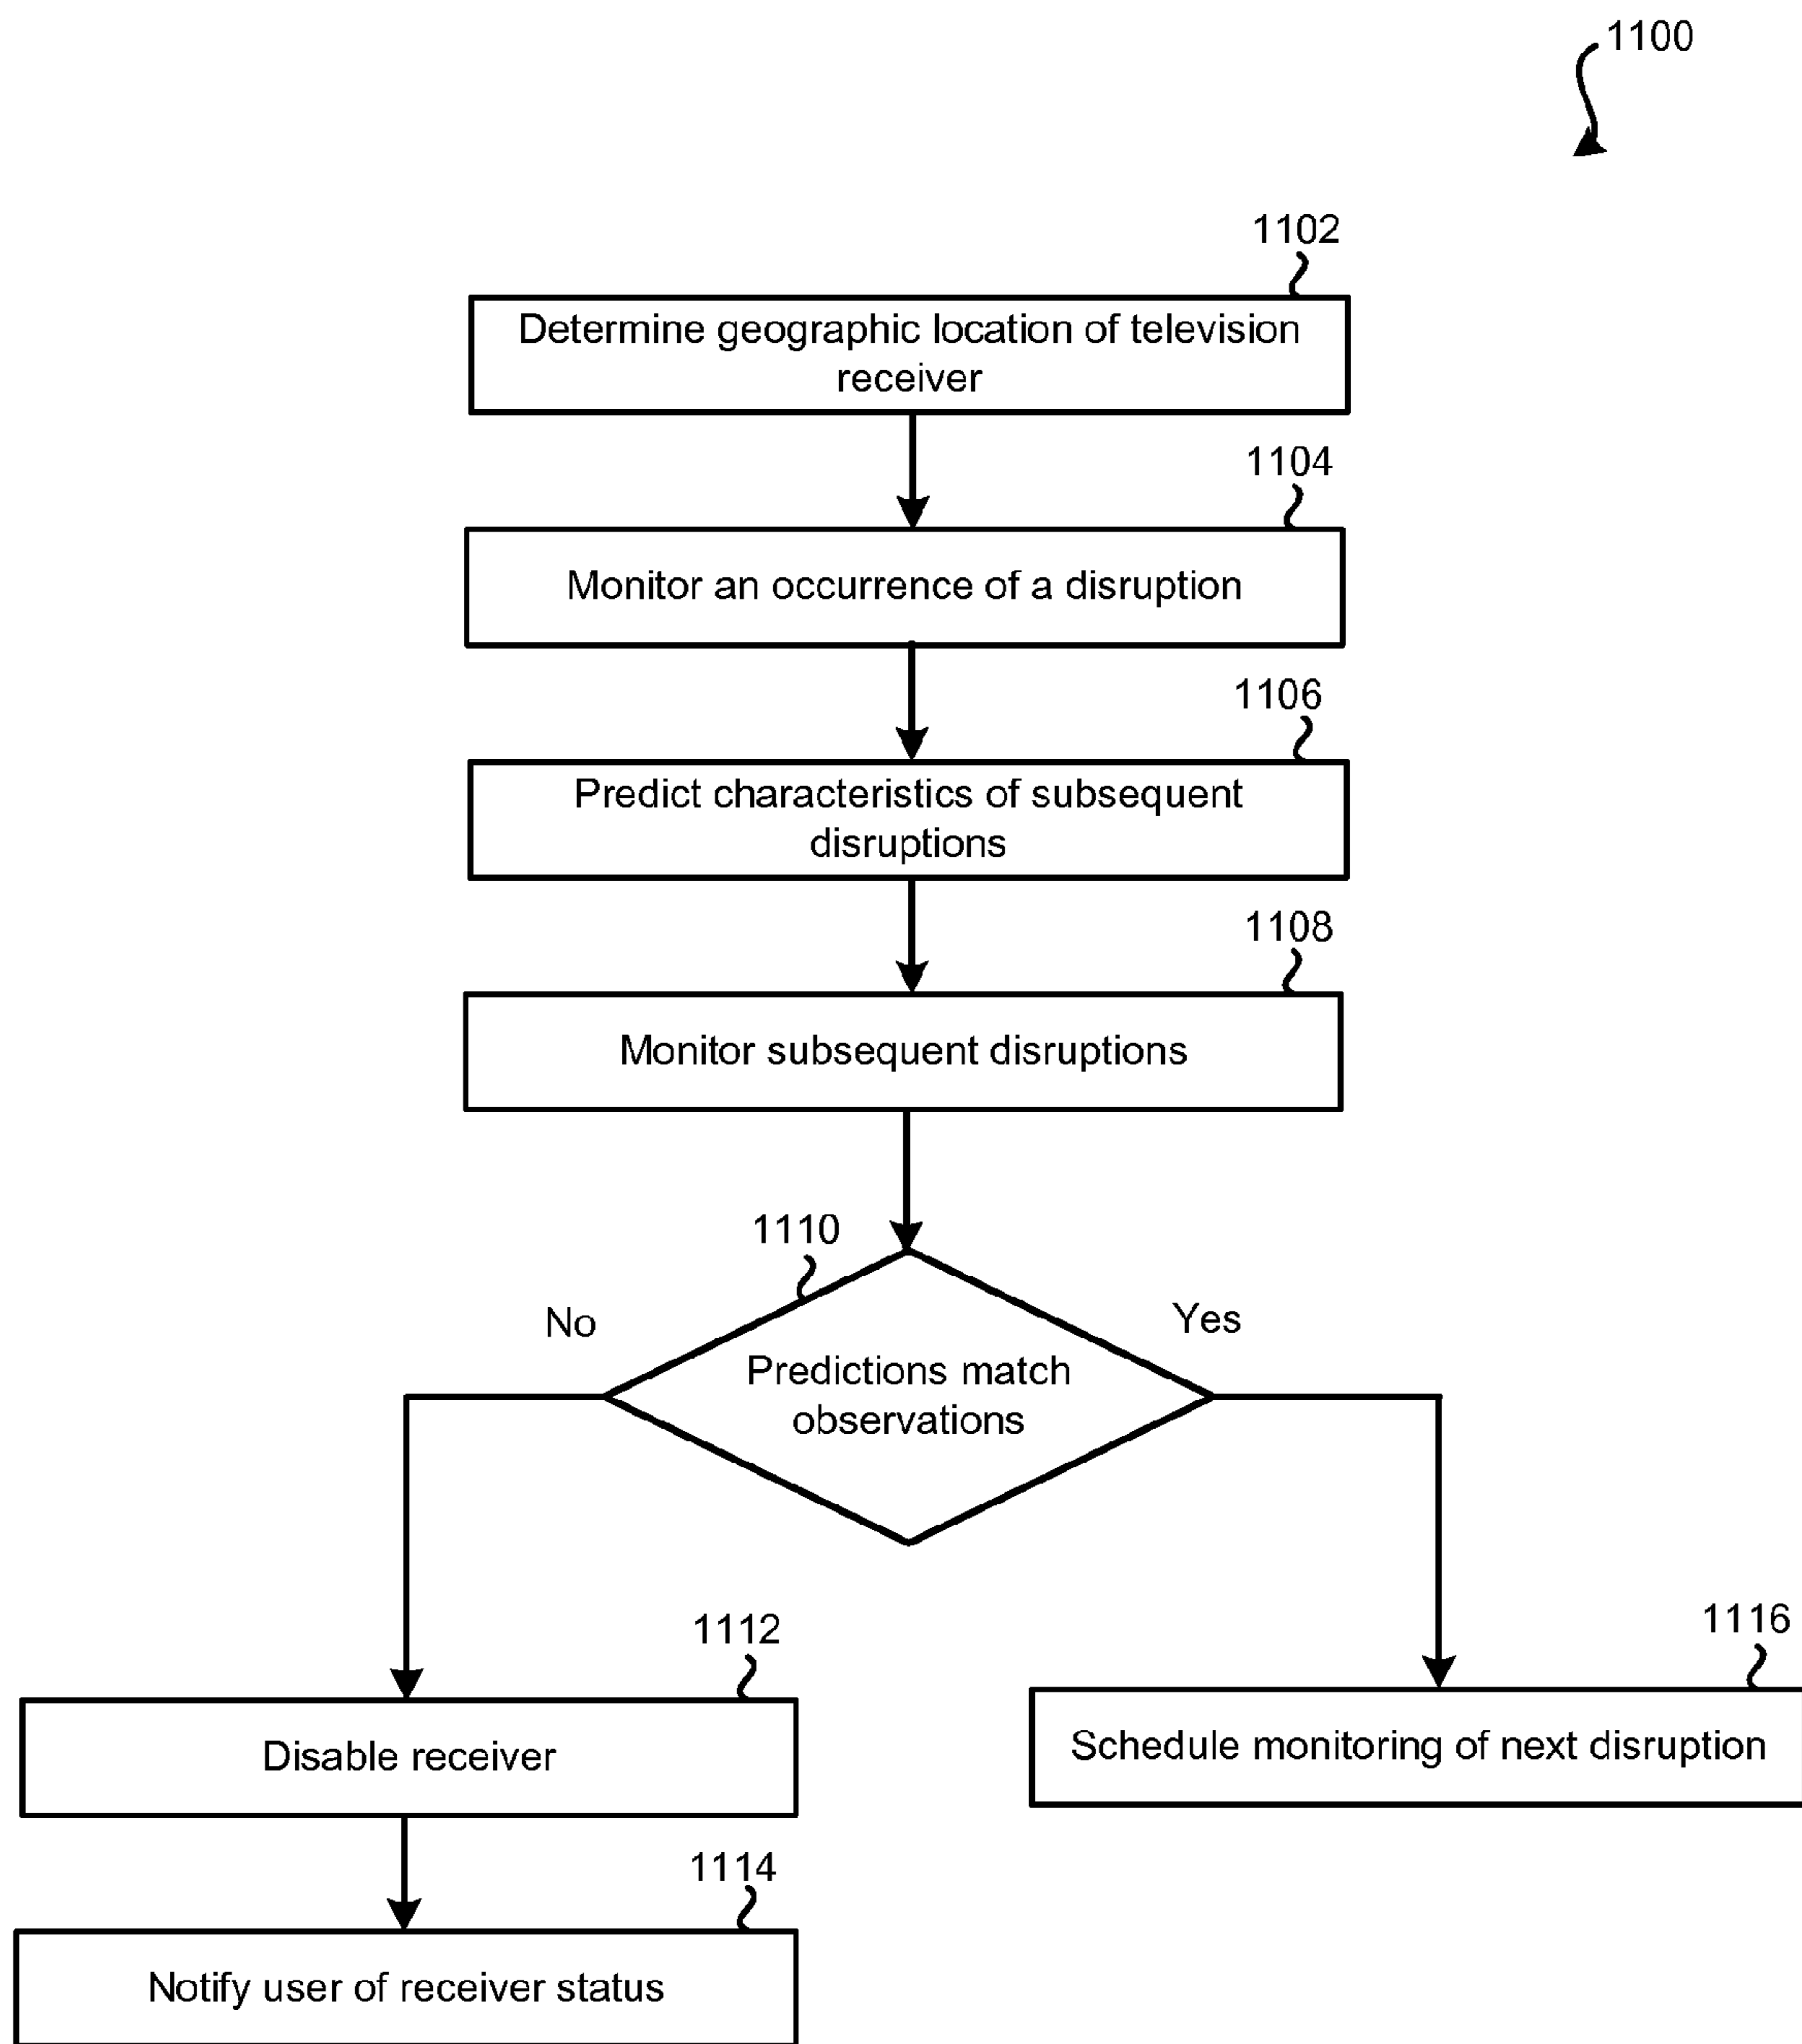 1100
1102
Determine geographic location of television
receiver
1104
Monitor an occurrence of a disruption
1106
Predict characteristics of subsequent
disruptions
1108
Monitor subsequent disruptions
1110
No
Yes
Predictions match
observations
1112
Disable receiver
1116
Schedule monitoring of next disruption
1114
Notify user of receiver status